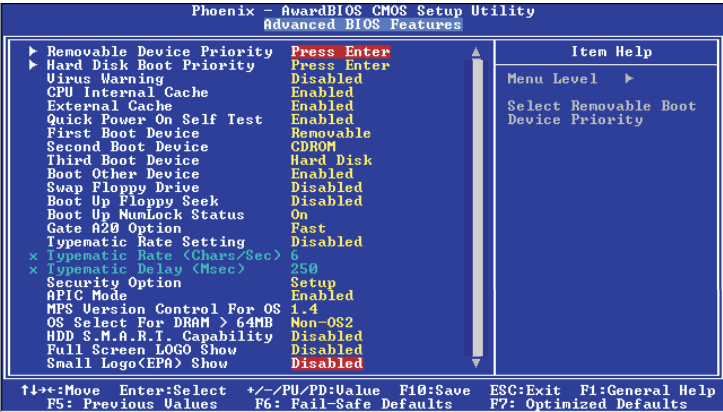 Phoenix - AwardBIOS CMOS Setup Utility
Advanced BIOS Features
Removable Device Priority Press Enter
Hard Disk Boot Priority Press Enter
Virus Warning Disabled
CPU Internal Cache Enabled
External Cache Enabled
Quick Power On Self Test Enabled
First Boot Device Removable
Second Boot Device CDROM
Third Boot Device Hard Disk
Boot Other Device Enabled
Swap Floppy Drive Disabled
Boot Up Floppy Seek Disabled
Boot Up NumLock Status On
Gate A20 Option Fast
Typematic Rate Setting Disabled
x Typematic Rate (Chars/Sec) 6
x Typematic Delay (Msec) 250
Security Option Setup
APIC Mode Enabled
MPS Version Control For OS 1.4
OS Select For DRAM > 64MB Non-OS2
HDD S.M.A.R.T. Capability Disabled
Full Screen LOGO Show Disabled
Small Logo(EPA) Show Disabled
Item Help
Menu Level
Select Removable Boot
Device Priority
↑↓→←:Move Enter:Select +/-/PU/PD:Value F10:Save ESC:Exit F1:General Help
F5: Previous Values F6: Fail-Safe Defaults F7: Optimized Defaults